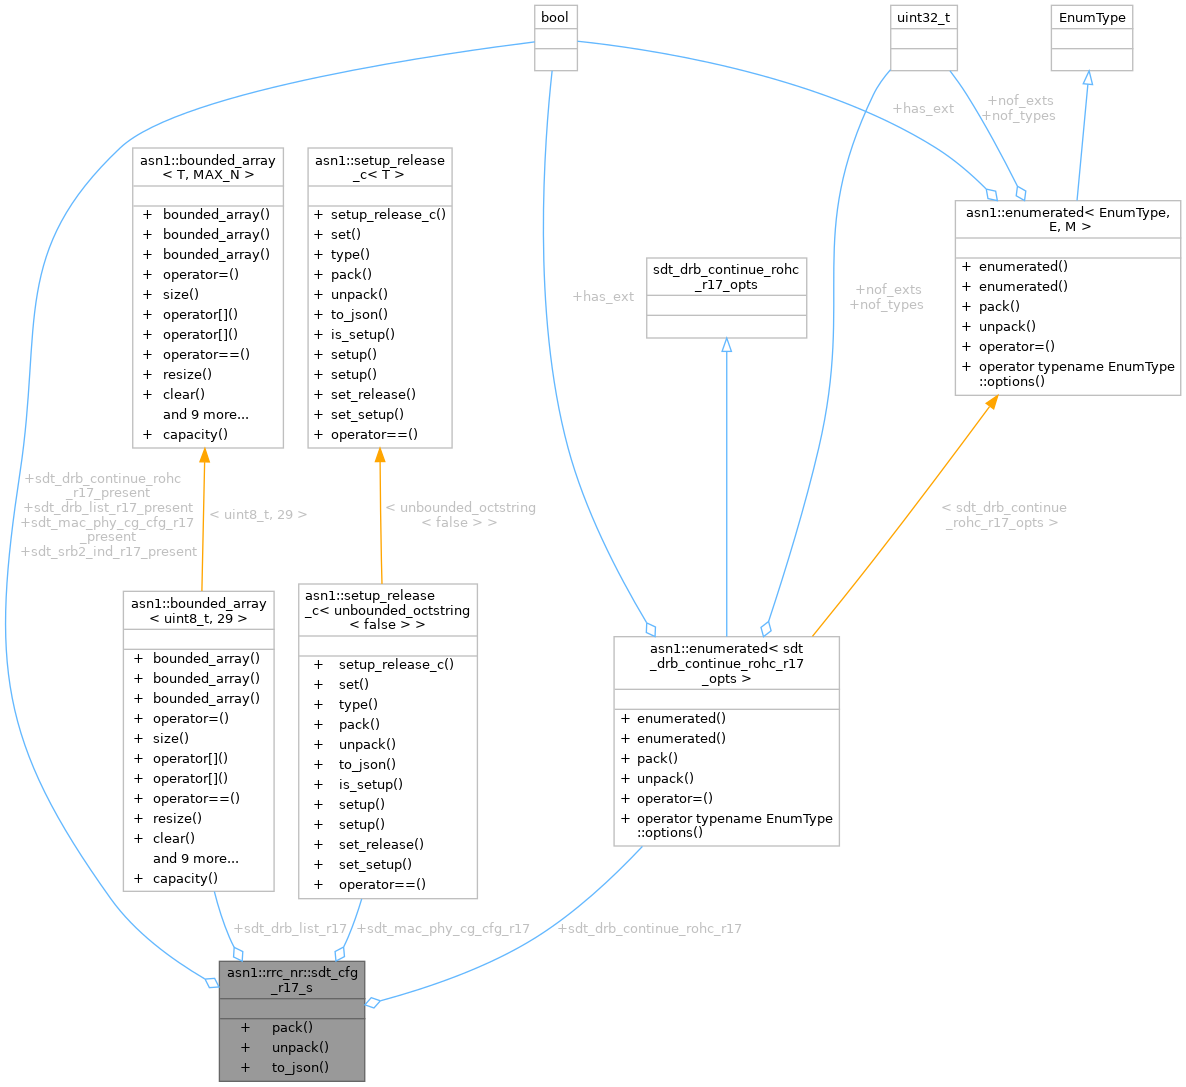 bool
uint32_t
EnumType
+has_ext
+nof_exts
+nof_types
asn1::bounded_array
< T, MAX_N >
+ bounded_array()
+ bounded_array()
+ bounded_array()
+ operator=()
+ size()
+ operator[]()
+ operator[]()
+ operator==()
+ resize()
+ clear()
and 9 more...
+ capacity()
asn1::setup_release
_c< T >
+ setup_release_c()
+ set()
+ type()
+ pack()
+ unpack()
+ to_json()
+ is_setup()
+ setup()
+ setup()
+ set_release()
+ set_setup()
+ operator==()
asn1::enumerated< EnumType,
E, M >
+ enumerated()
+ enumerated()
+ pack()
+ unpack()
+ operator=()
+ operator typename EnumType
::options()
sdt_drb_continue_rohc
_r17_opts
+has_ext
+nof_exts
+nof_types
+sdt_drb_continue_rohc
_r17_present
+sdt_drb_list_r17_present
+sdt_mac_phy_cg_cfg_r17
_present
+sdt_srb2_ind_r17_present
< uint8_t, 29 >
< unbounded_octstring
< false > >
< sdt_drb_continue
_rohc_r17_opts >
asn1::bounded_array
< uint8_t, 29 >
+ bounded_array()
+ bounded_array()
+ bounded_array()
+ operator=()
+ size()
+ operator[]()
+ operator[]()
+ operator==()
+ resize()
+ clear()
and 9 more...
+ capacity()
asn1::setup_release
_c< unbounded_octstring
< false > >
+ setup_release_c()
+ set()
+ type()
+ pack()
+ unpack()
+ to_json()
+ is_setup()
+ setup()
+ setup()
+ set_release()
+ set_setup()
+ operator==()
asn1::enumerated< sdt
_drb_continue_rohc_r17
_opts >
+ enumerated()
+ enumerated()
+ pack()
+ unpack()
+ operator=()
+ operator typename EnumType
::options()
+sdt_drb_list_r17
+sdt_mac_phy_cg_cfg_r17
+sdt_drb_continue_rohc_r17
asn1::rrc_nr::sdt_cfg
_r17_s
+ pack()
+ unpack()
+ to_json()